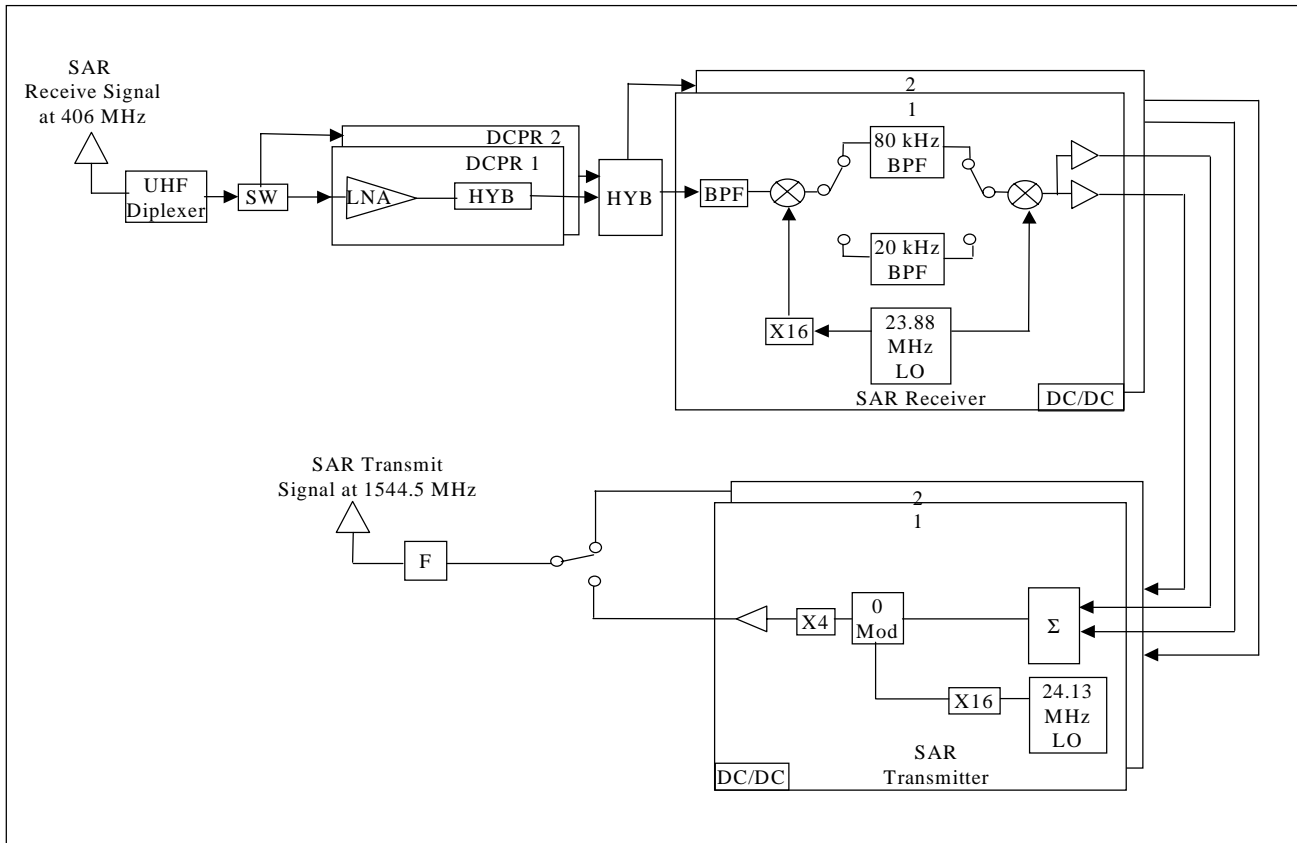 SAR
Receive Signal
at 406 MHz
UHF
Diplexer
SW
DCPR 2
DCPR 1
LNA
HYB
HYB
2
1
BPF
80 kHz
BPF
20 kHz
BPF
X16
23.88
MHz
LO
SAR Receiver
DC/DC
SAR Transmit
Signal at 1544.5 MHz
F
2
1
X4
0
Mod
Σ
X16
24.13
MHz
LO
SAR
Transmitter
DC/DC